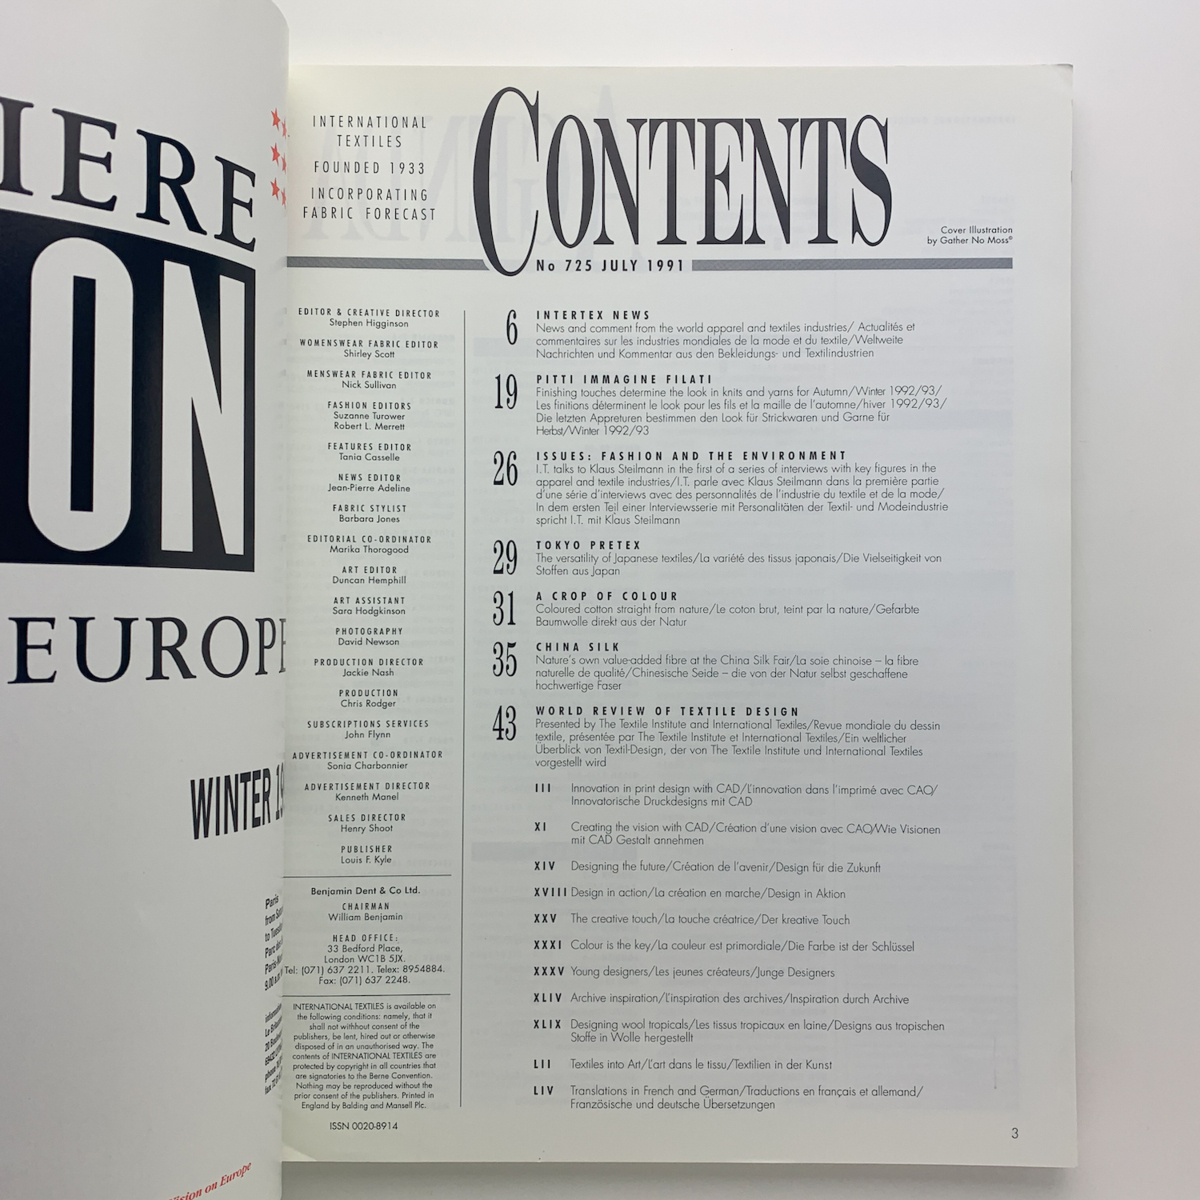 IERE
ON
EUROPE
WINTER 19
Paris
Vision on Europe
INTERNATIONAL
TEXTILES
FOUNDED 1933
INCORPORATING
FABRIC FORECAST
CONTENTS
Cover Illustration
by Gather No Moss®
No 725 JULY 1991
EDITOR & CREATIVE DIRECTOR
Stephen Higginson
WOMENSWEAR FABRIC EDITOR
Shirley Scott
MENSWEAR FABRIC EDITOR
Nick Sullivan
FASHION EDITORS
Suzanne Turower
Robert L. Merrett
FEATURES EDITOR
Tania Casselle
NEWS EDITOR
Jean-Pierre Adeline
FABRIC STYLIST
Barbara Jones
EDITORIAL CO-ORDINATOR
Marika Thorogood
ART EDITOR
Duncan Hemphill
ART ASSISTANT
Sara Hodgkinson
PHOTOGRAPHY
David Newson
PRODUCTION DIRECTOR
Jackie Nash
PRODUCTION
Chris Rodger
SUBSCRIPTIONS SERVICES
John Flynn
ADVERTISEMENT CO-ORDINATOR
Sonia Charbonnier
ADVERTISEMENT DIRECTOR
Kenneth Manel
SALES DIRECTOR
Henry Shoot
PUBLISHER
Louis F. Kyle
Benjamin Dent & Co Ltd.
CHAIRMAN
William Benjamin
HEAD OFFICE:
33 Bedford Place,
London WC1B 5JX.
Tel: (071) 637 2211. Telex: 8954884.
Fax: (071) 637 2248.
INTERNATIONAL TEXTILES is available on
the following conditions: namely, that it
shall not withhout consent of the
publishers, be lent, hired out or otherwise
disposed of in an unauthorised way. The
contents of INTERNATIONAL TEXTILES are
protected by copyright in all countries that
are signatories to the Berne Convention.
Nothing may be reproduced without the
prior consent of the publishers. Printed in
England by Balding and Mansell Plc.
ISSN 0020-8914
6 INTERTEX NEWS
News and comment from the world apparel and textiles industries/ Actualités et
commentaires sur les industries mondiales de la mode et du textile/Weltweite
Nachrichten und Kommentar aus den Bekleidungs- und Textilindustrien
19 PITTI IMMAGINE FILATI
Finishing touches determine the look in knits and yarns for Autumn/Winter 1992/93/
Les finitions dèterminent le look pour les fils et la maille de l'automne/hiver 1992/93/
Die letzten Appreturen bestimmen den Look für Strickwaren und Garne für
Herbst/Winter 1992/93
26 ISSUES: FASHION AND THE ENVIRONMENT
I.T. talks to Klaus Steilmann in the first of a series of interviews with key figures in the
apparel and textile industries/I.T. parle avec Klaus Steilmann dans la première partie
d'une série d'interviews avec des personnalités de l'industrie du textile et de la mode/
In dem ersten Teil einer Interviewsserie mit Personalitäten der Textil- und Modeindustrie
spricht I.T. mit Klaus Steilmann
29 TOKYO PRETEX
The versatility of Japanese textiles/La variété des tissus japonais/Die Vielseitigkeit von
Stoffen aus Japan
31 A CROP OF COLOUR
Coloured cotton straight from nature/Le coton brut, teint par la nature/Gefarbte
Baumwolle direkt aus der Natur
35 CHINA SILK
Nature's own value-added fibre at the China Silk Fair/La soie chinoise – la fibre
naturelle de qualité/Chinesische Seide – die von der Natur selbst geschaffene
hochwertige Faser
43 WORLD REVIEW OF TEXTILE DESIGN
Presented by The Textile Institute and International Textiles/Revue mondiale du dessin
textile, présentée par The Textile Institute et International Textiles/Ein weltlicher
Überblick von Textil-Design, der von The Textile Institute und International Textiles
vorgestellt wird
III Innovation in print design with CAD/L'innovation dans l'imprimé avec CAO/
Innovatorische Druckdesigns mit CAD
XI Creating the vision with CAD/Création d'une vision avec CAO/Wie Visionen
mit CAD Gestalt annehmen
XIV Designing the future/Création de l'avenir/Design für die Zukunft
XVIII Design in action/La création en marche/Design in Aktion
XXV The creative touch/La touche créatrice/Der kreative Touch
XXXI Colour is the key/La couleur est primordiale/Die Farbe ist der Schlüssel
XXXV Young designers/Les jeunes créateurs/Junge Designers
XLIV Archive inspiration/L'inspiration des archives/Inspiration durch Archive
XLIX Designing wool tropicals/Les tissus tropicaux en laine/Designs aus tropischen
Stoffe in Wolle hergestellt
LII Textiles into Art/L'art dans le tissu/Textilien in der Kunst
LIV Translations in French and German/Traductions en français et allemand/
Französische und deutsche Übersetzungen
3